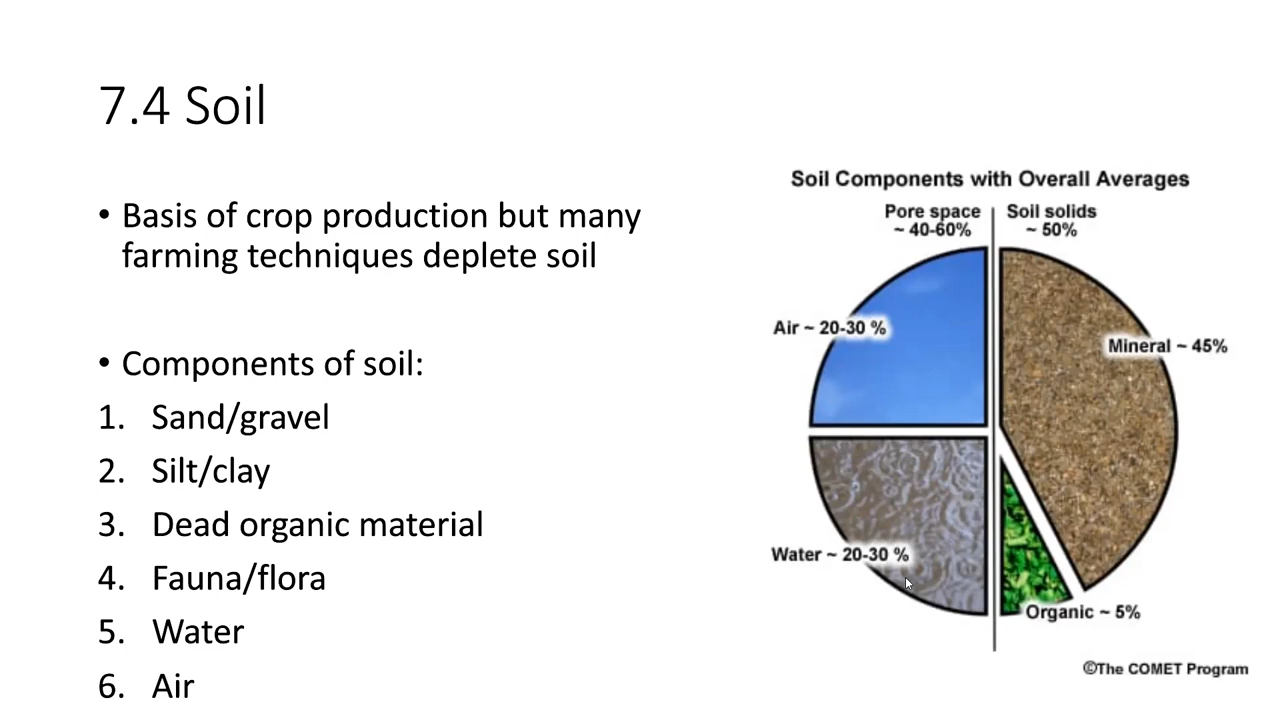 7.4 Soil
• Basis of crop production but many
farming techniques deplete soil
• Components of soil:
1. Sand/gravel
2. Silt/clay
3. Dead organic material
4. Fauna/flora
5. Water
6. Air
Soil Components with Overall Averages
Pore space
~ 40-60%
Soil solids
~ 50%
Air ~ 20-30 %
Mineral ~ 45%
Water ~ 20-30 %
Organic ~ 5%
©The COMET Program